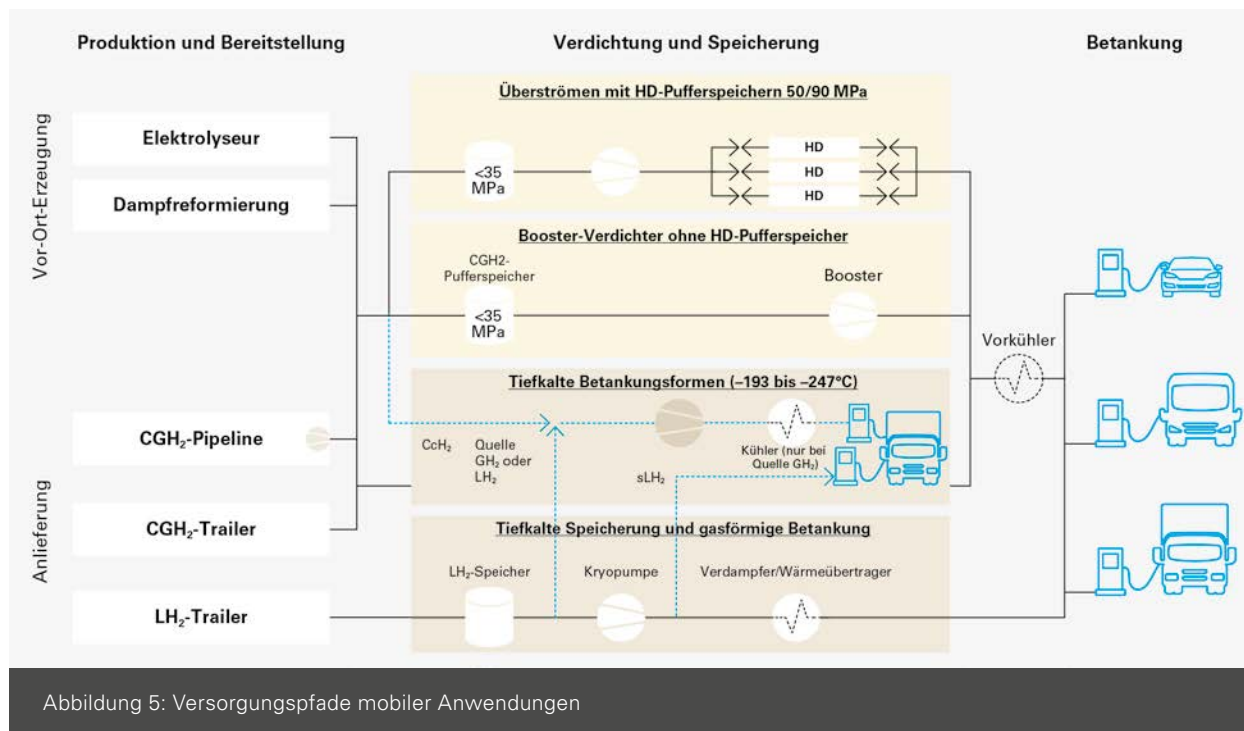 Produktion und Bereitstellung
Verdichtung und Speicherung
Betankung
Vor-Ort-Erzeugung
Elektrolyseur
Dampfreformierung
Anlieferung
CGH₂-Pipeline
CGH₂-Trailer
LH₂-Trailer
Überströmen mit HD-Pufferspeichern 50/90 MPa
<35
MPa
HD
HD
HD
Booster-Verdichter ohne HD-Pufferspeicher
CGH2-
Pufferspeicher
<35
MPa
Booster
Tiefkalte Betankungsformen (–193 bis –247°C)
CcH₂
Quelle
GH₂ oder
LH₂
sLH₂
Kühler (nur bei
Quelle GH₂)
Tiefkalte Speicherung und gasförmige Betankung
LH₂-Speicher
Kryopumpe
Verdampfer/Wärmeübertrager
Vorkühler
Abbildung 5: Versorgungspfade mobiler Anwendungen